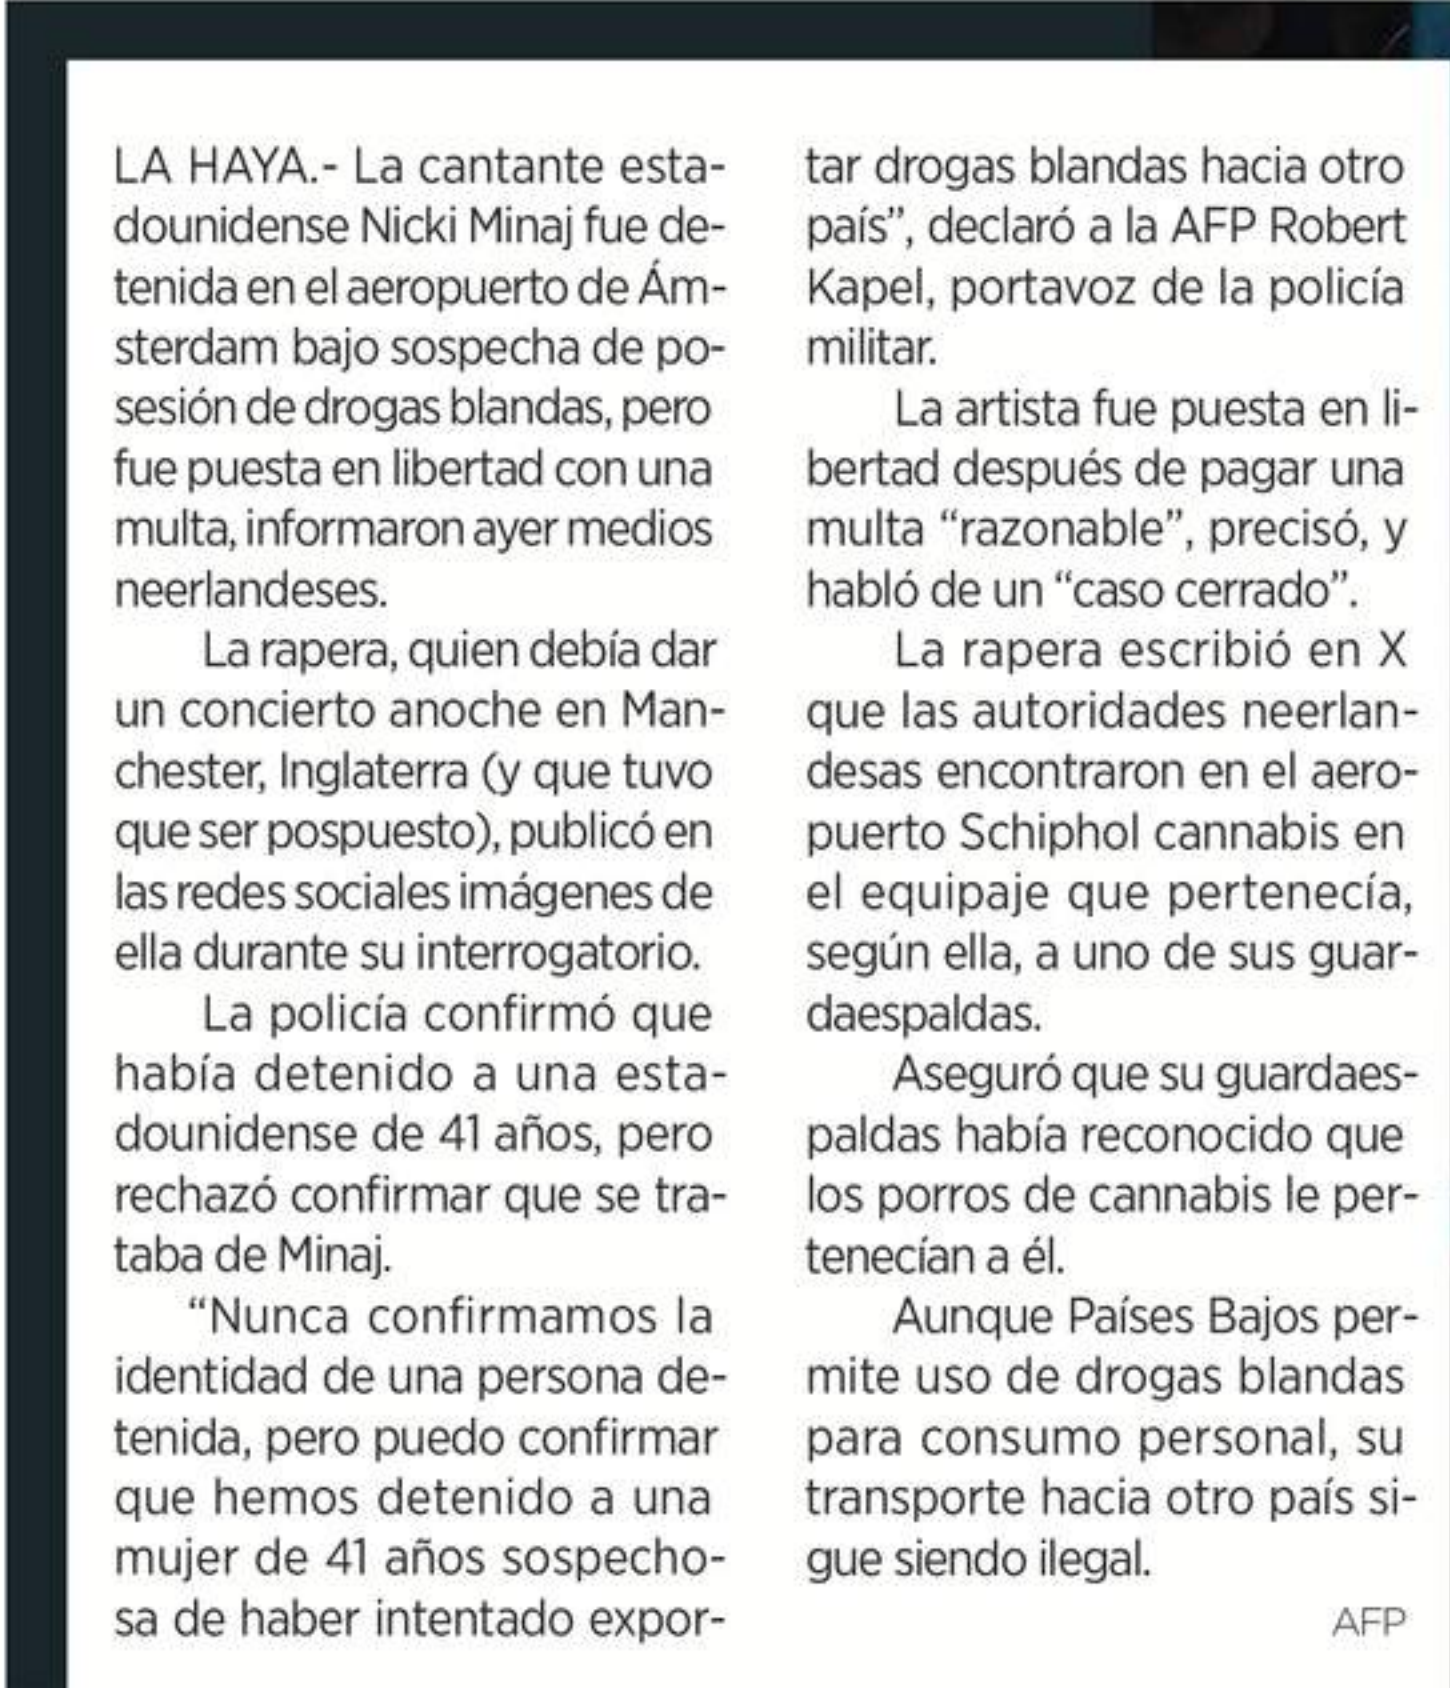 LA HAYA.- La cantante esta-
dounidense Nicki Minaj fue de-
tenida en el aeropuerto de Ám-
sterdam bajo sospecha de po-
sesión de drogas blandas, pero
fue puesta en libertad con una
multa, informaron ayer medios
neerlandeses.
La rapera, quien debía dar
un concierto anoche en Man-
chester, Inglaterra (y que tuvo
que ser pospuesto), publicó en
las redes sociales imágenes de
ella durante su interrogatorio.
La policía confirmó que
había detenido a una esta-
dounidense de 41 años, pero
rechazó confirmar que se tra-
taba de Minaj.
“Nunca confirmamos la
identidad de una persona de-
tenida, pero puedo confirmar
que hemos detenido a una
mujer de 41 años sospecho-
sa de haber intentado expor-
tar drogas blandas hacia otro
país”, declaró a la AFP Robert
Kapel, portavoz de la policía
militar.
La artista fue puesta en li-
bertad después de pagar una
multa “razonable”, precisó, y
habló de un “caso cerrado”.
La rapera escribió en X
que las autoridades neerlan-
desas encontraron en el aero-
puerto Schiphol cannabis en
el equipaje que pertenecía,
según ella, a uno de sus guar-
daespaldas.
Aseguró que su guardaes-
paldas había reconocido que
los porros de cannabis le per-
tenecían a él.
Aunque Países Bajos per-
mite uso de drogas blandas
para consumo personal, su
transporte hacia otro país si-
gue siendo ilegal.
AFP